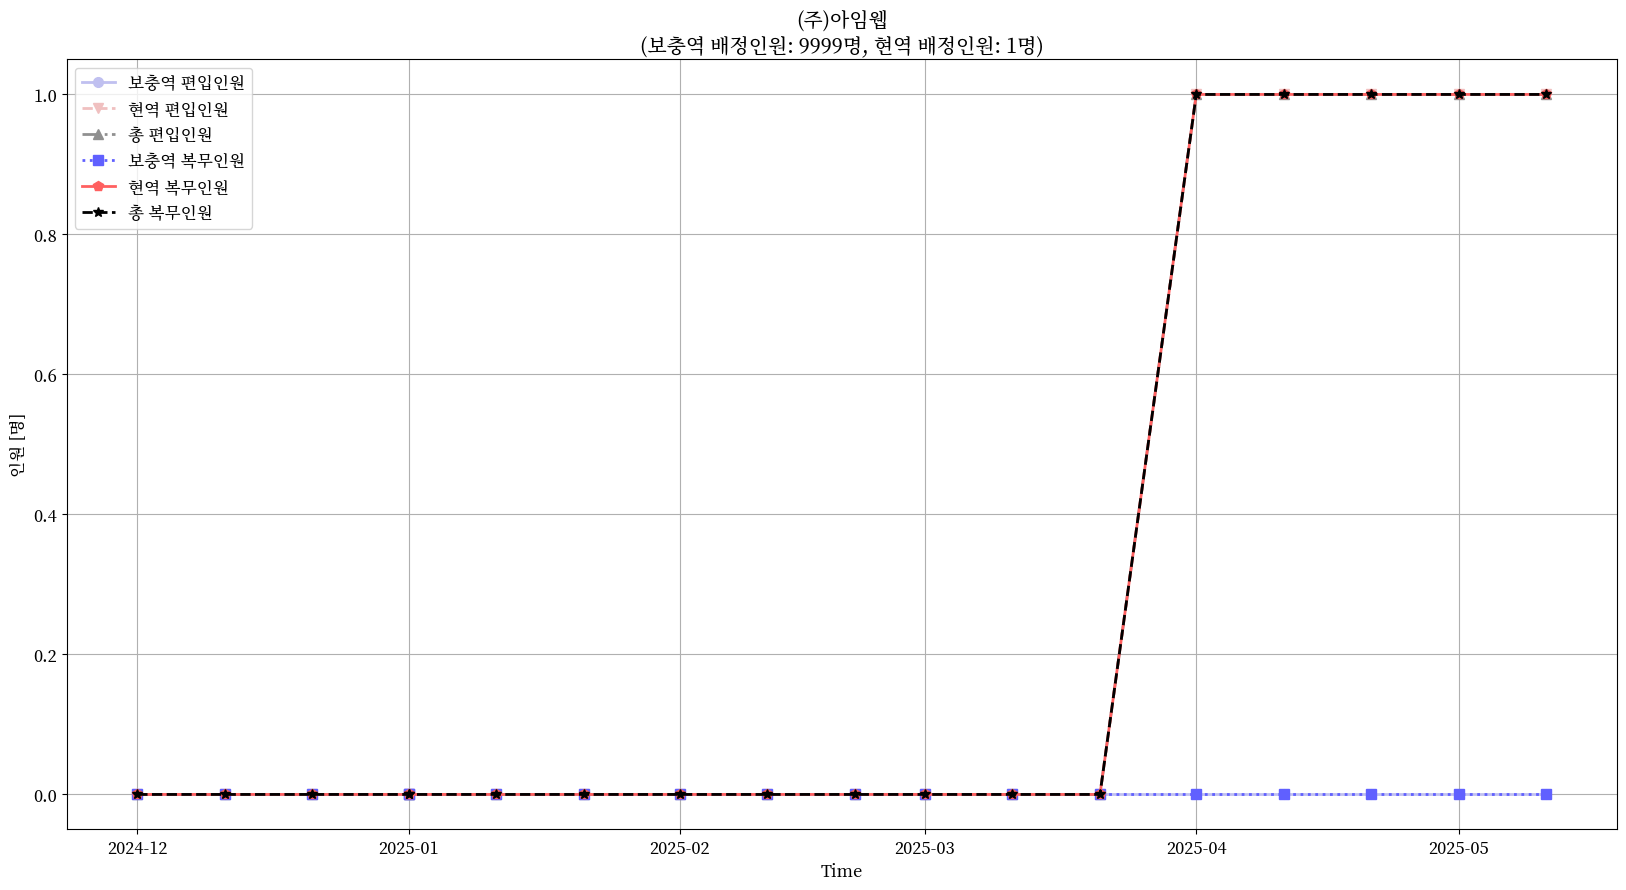 (주)아임웹
(보충역 배정인원: 9999명, 현역 배정인원: 1명)
보충역 편입인원
현역 편입인원
총 편입인원
보충역 복무인원
현역 복무인원
총 복무인원
인원 [명]
1.0
0.8
0.6
0.4
0.2
0.0
2024-12
2025-01
2025-02
2025-03
2025-04
2025-05
Time